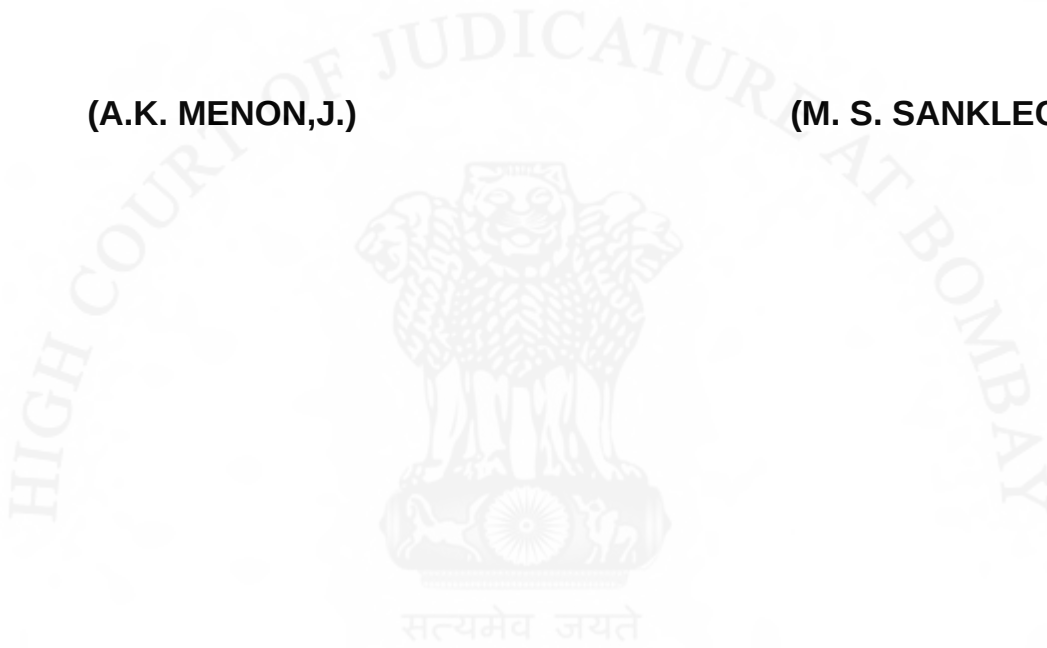 HIGH COURT OF JUDICATURE AT BOMBAY
(A.K. MENON,J.) (M. S. SANKLEC
सत्यमेव जयते